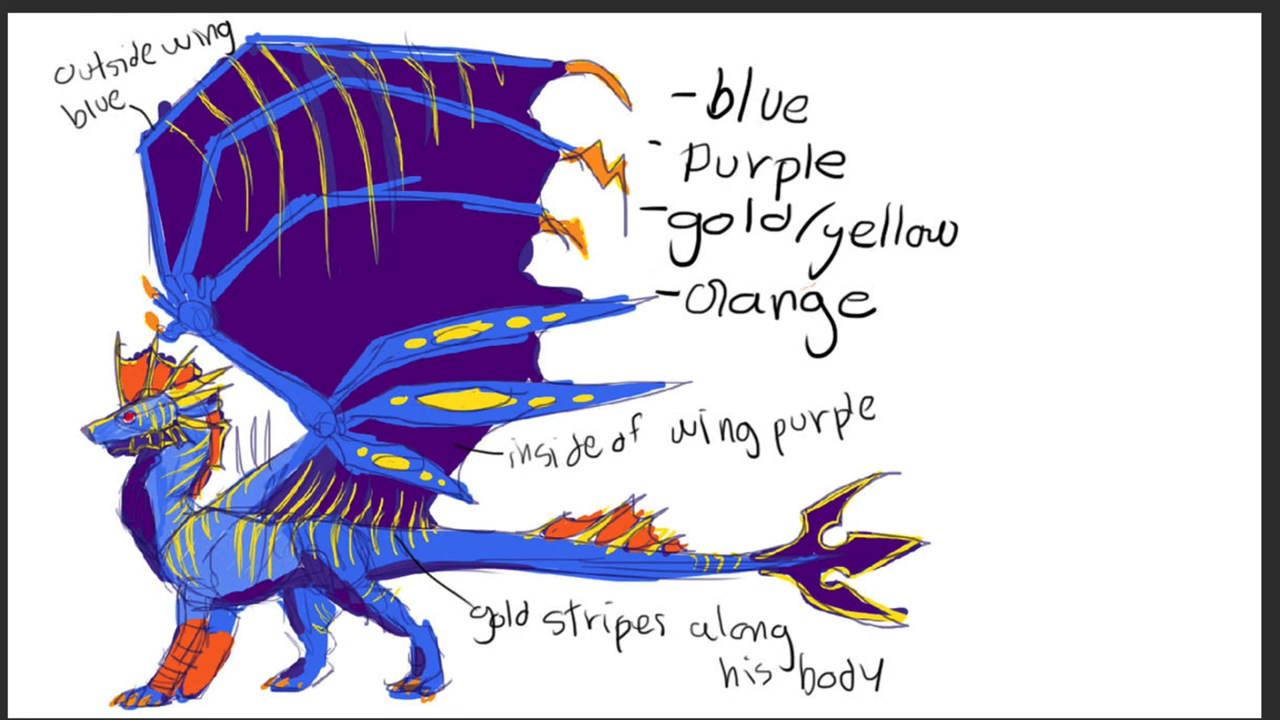 Outside wing
blue
-blue
-Purple
-gold/yellow
-Orange
inside of wing purple
gold stripes along
his body